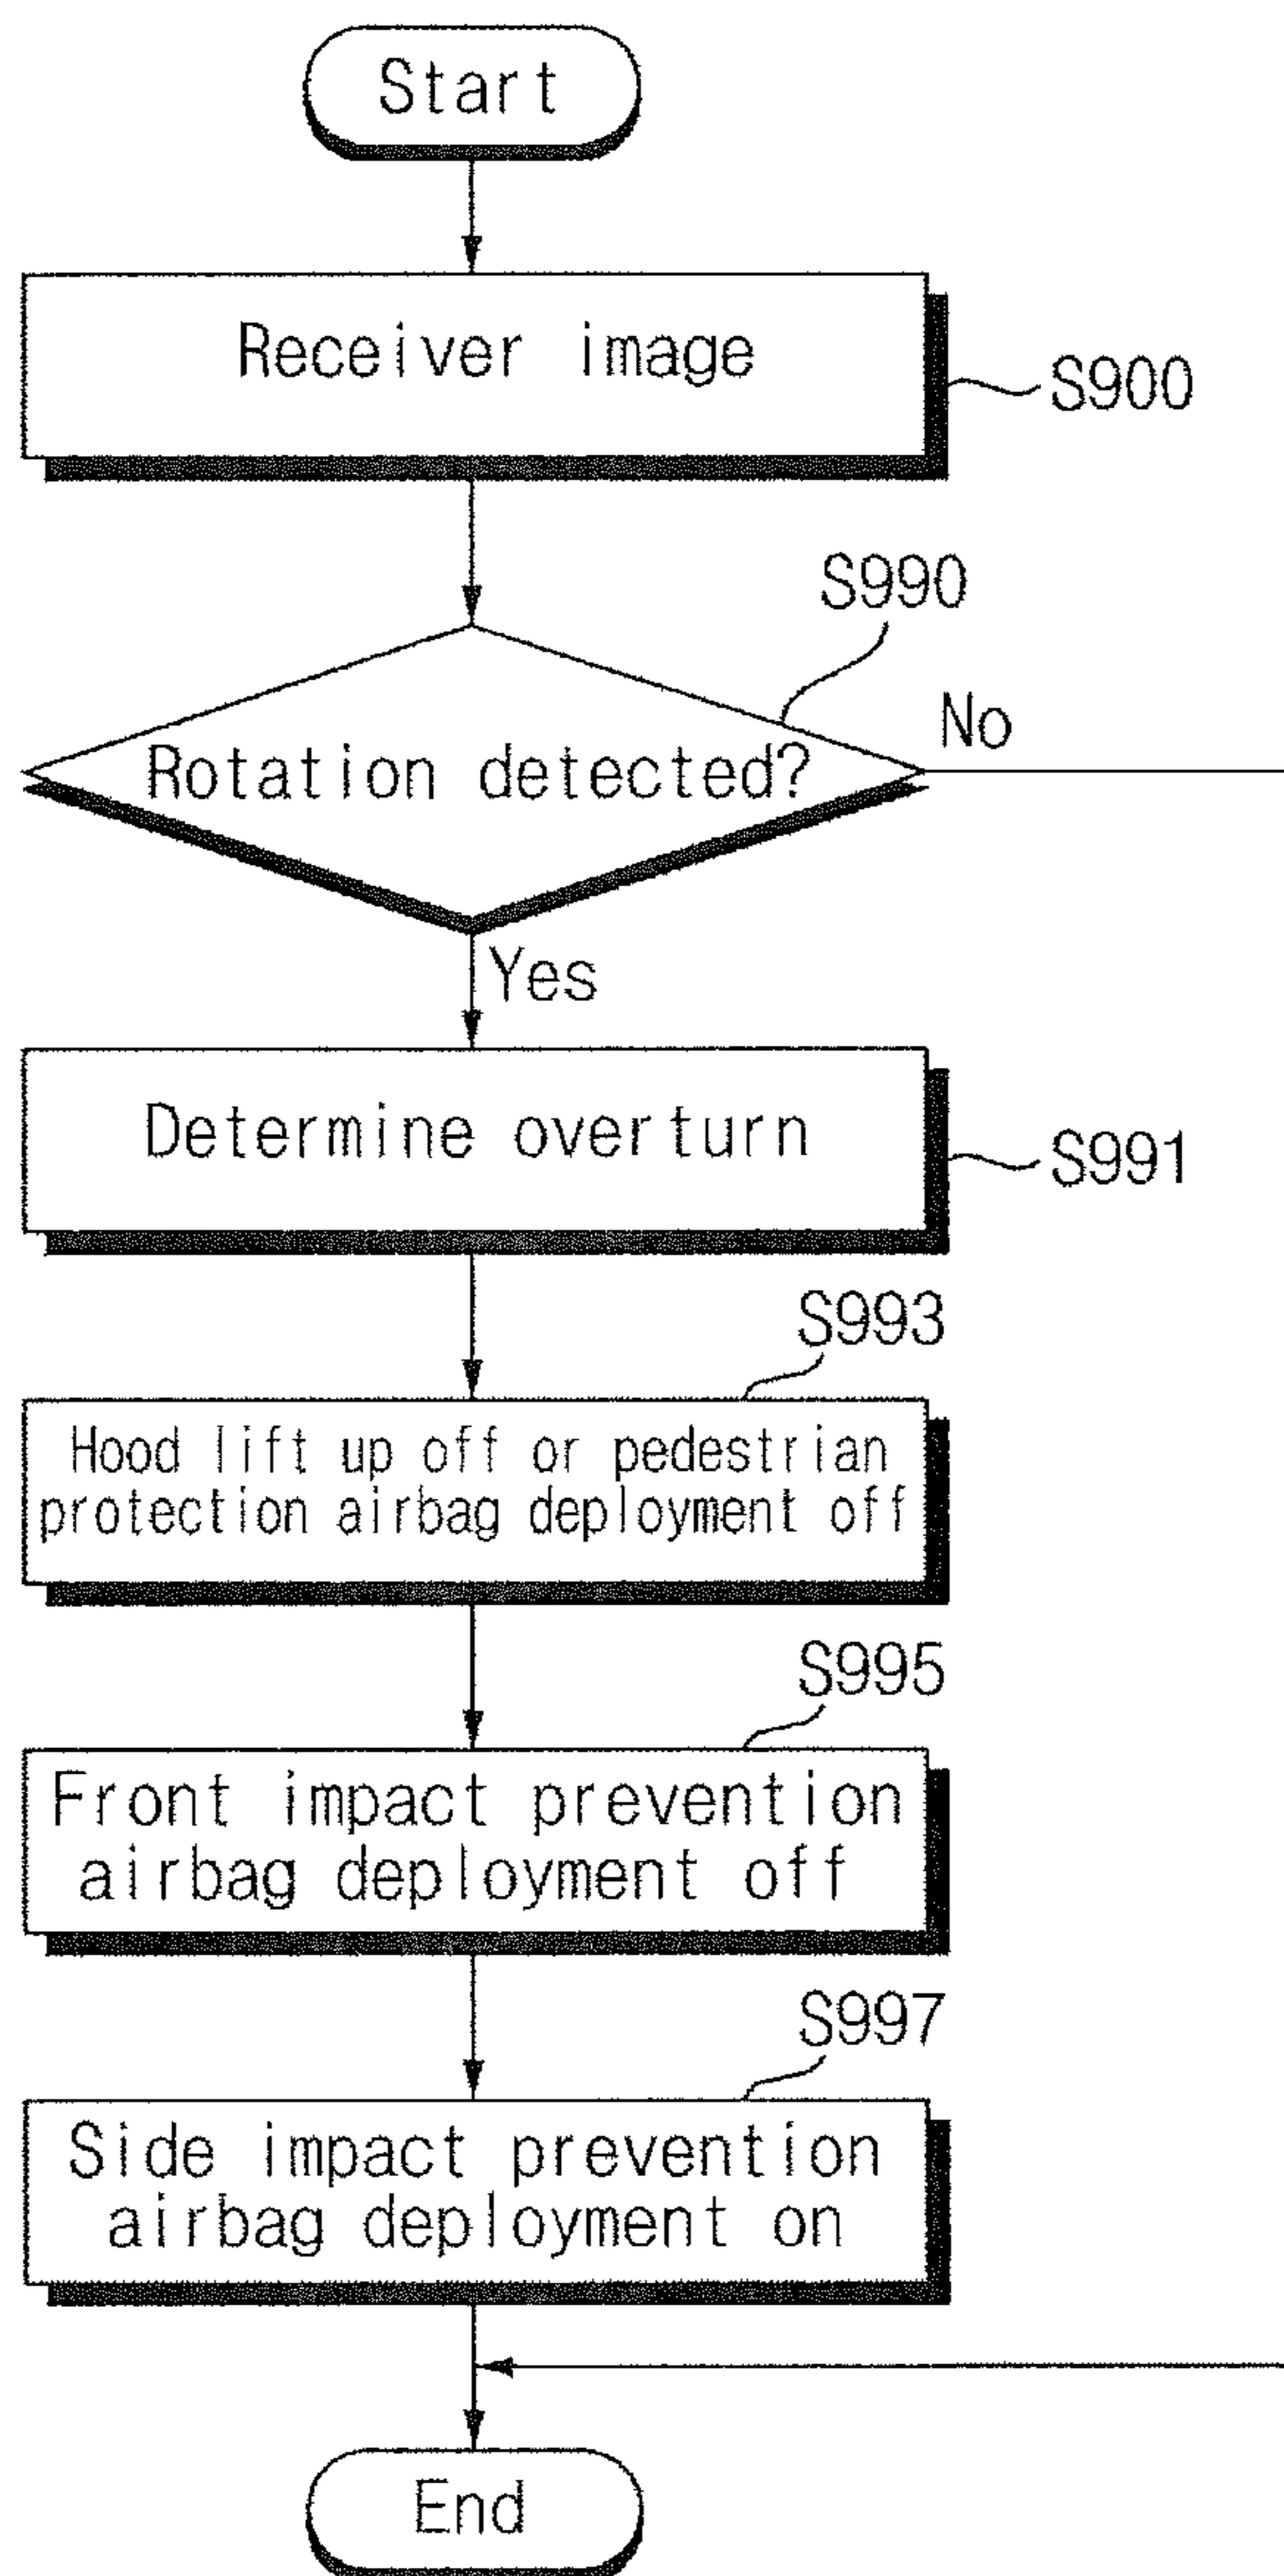 Start
Receiver image
S900
S990
Rotation detected?
No
Yes
Determine overturn
S991
S993
Hood lift up off or pedestrian
protection airbag deployment off
S995
Front impact prevention
airbag deployment off
S997
Side impact prevention
airbag deployment on
End